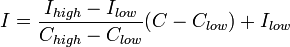 I = \frac{I_{high} - I_{low}}{C_{high} - C_{low}}(C - C_{low}) + I_{low}